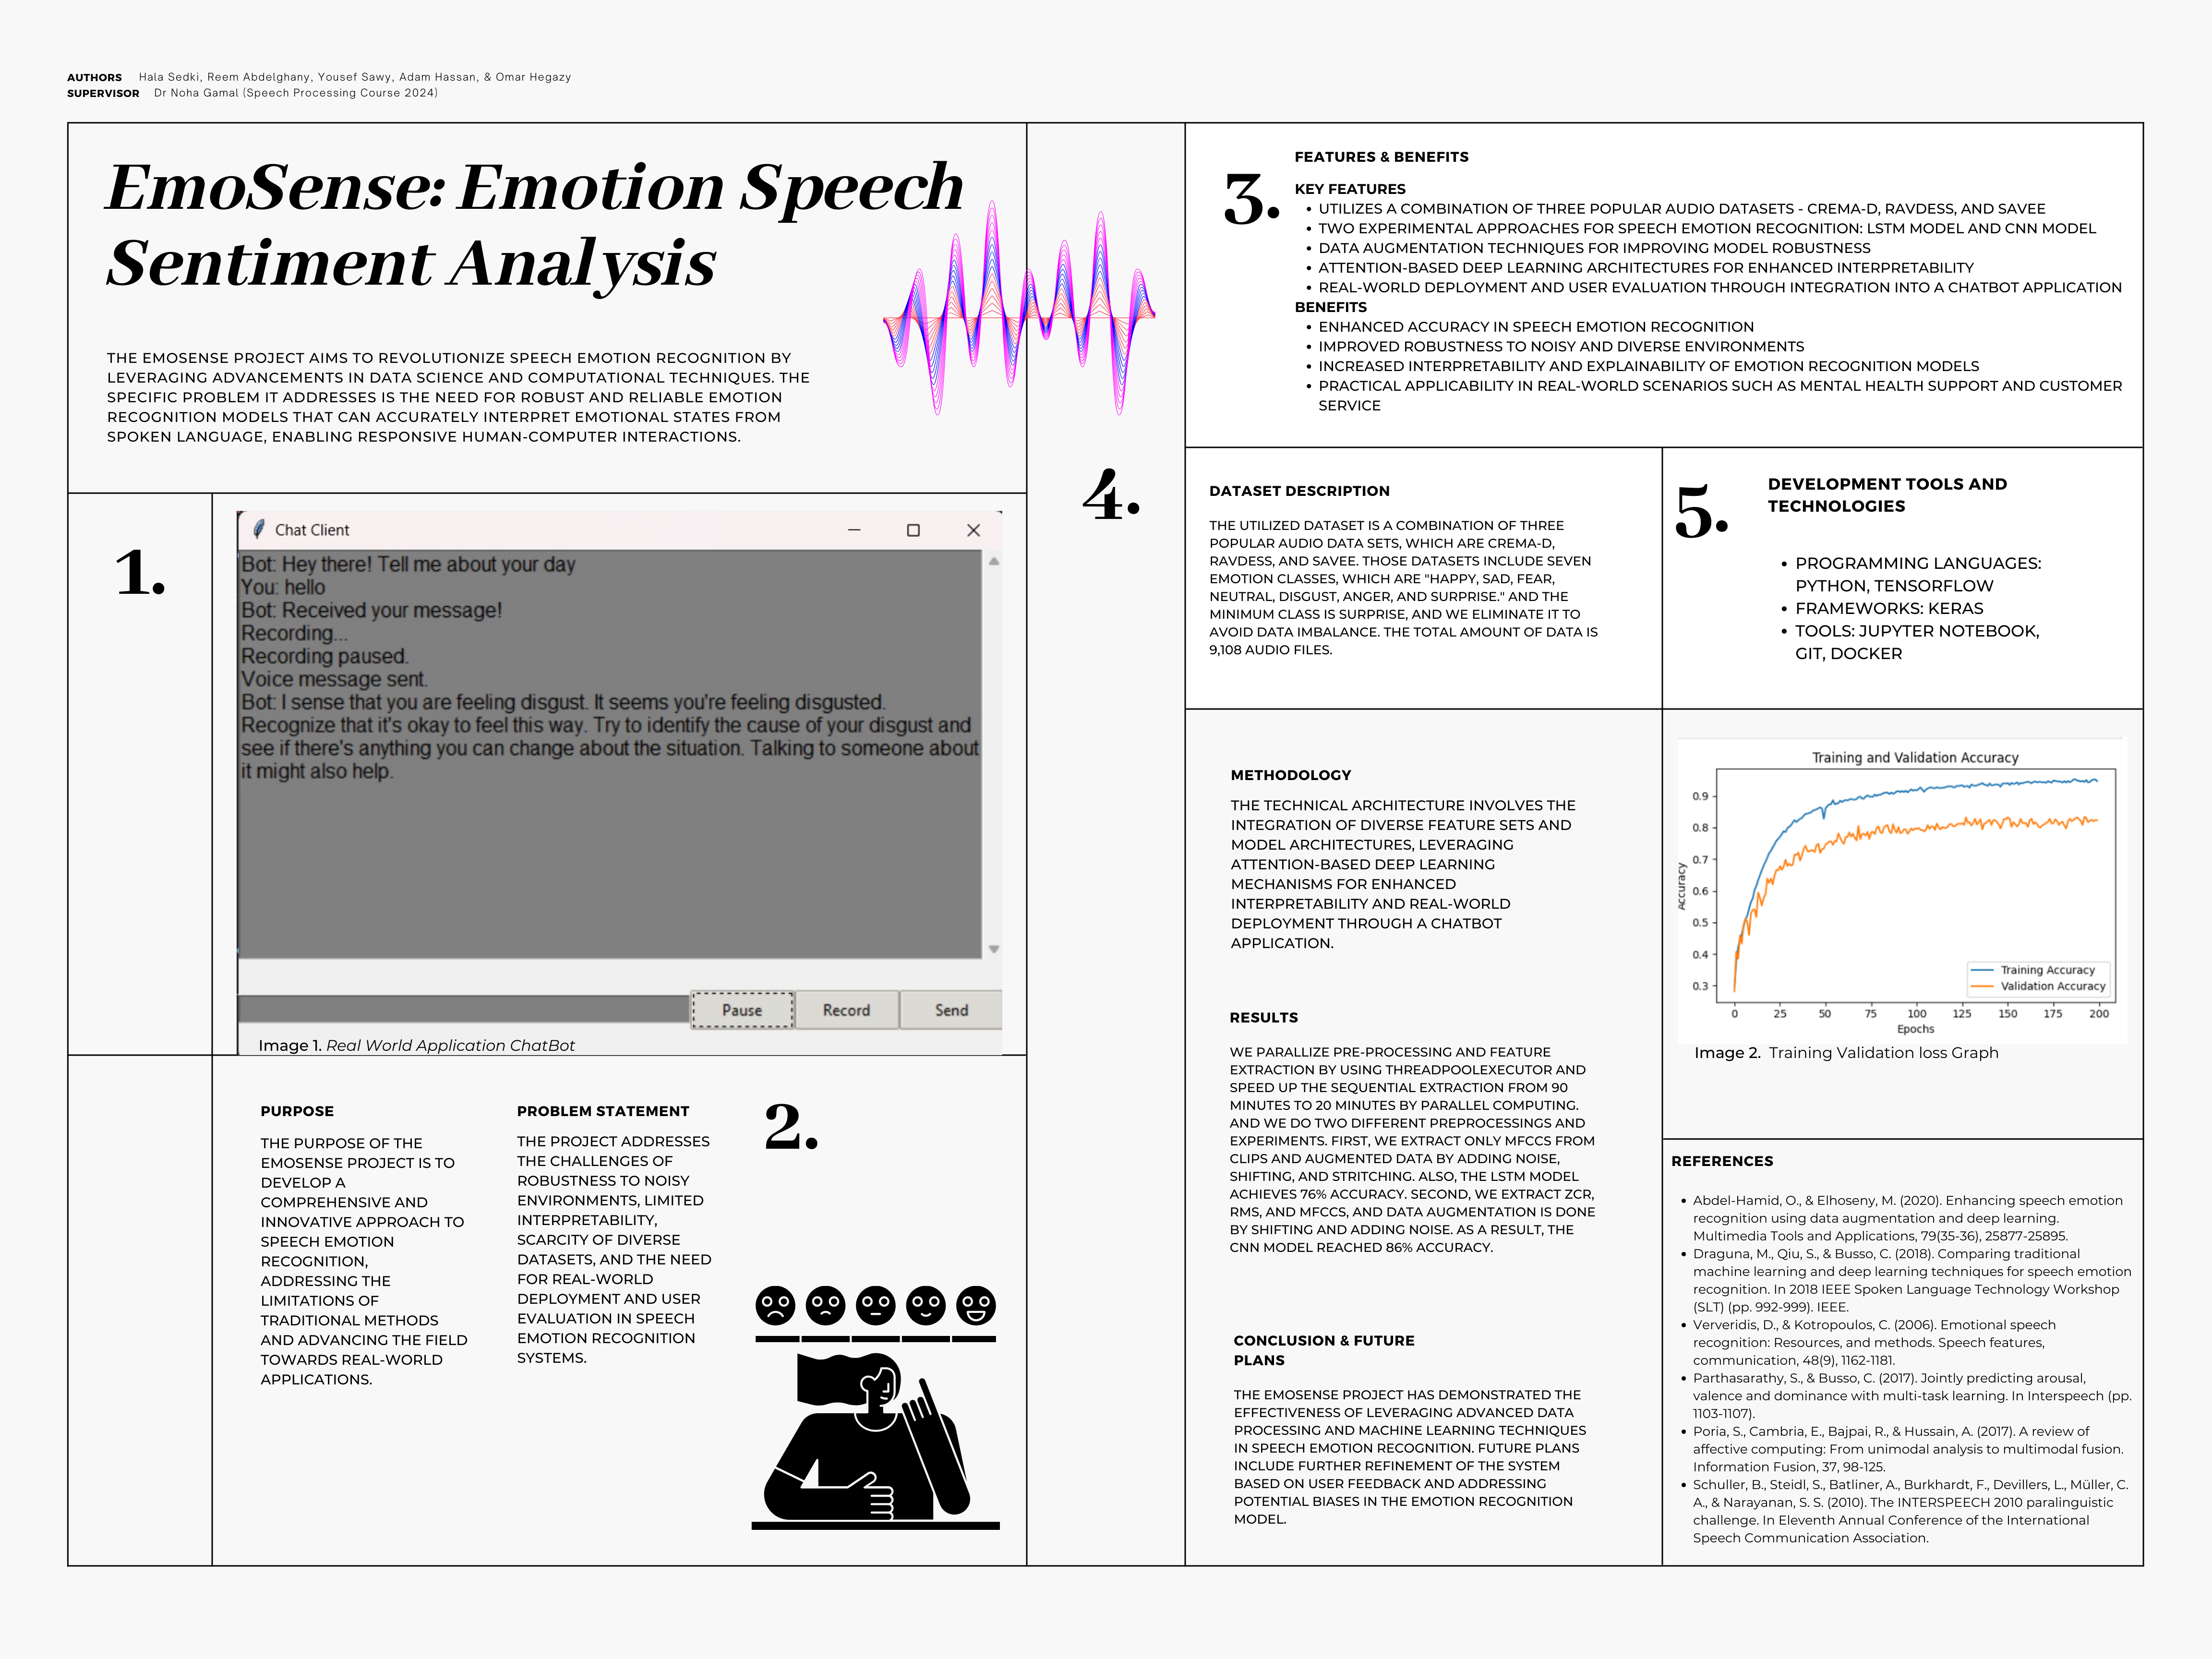 AUTHORS Hala Sedki, Reem Abdelghany, Yousef Sawy, Adam Hassan, & Omar Hegazy
SUPERVISOR Dr Noha Gamal (Speech Processing Course 2024)
EmoSense: Emotion Speech
Sentiment Analysis
THE EMOSENSE PROJECT AIMS TO REVOLUTIONIZE SPEECH EMOTION RECOGNITION BY
LEVERAGING ADVANCEMENTS IN DATA SCIENCE AND COMPUTATIONAL TECHNIQUES. THE
SPECIFIC PROBLEM IT ADDRESSES IS THE NEED FOR ROBUST AND RELIABLE EMOTION
RECOGNITION MODELS THAT CAN ACCURATELY INTERPRET EMOTIONAL STATES FROM
SPOKEN LANGUAGE, ENABLING RESPONSIVE HUMAN-COMPUTER INTERACTIONS.
1.
Chat Client
Bot: Hey there! Tell me about your day
You: hello
Bot: Received your message!
Recording...
Recording paused.
Voice message sent.
Bot: I sense that you are feeling disgust. It seems you're feeling disgusted.
Recognize that it's okay to feel this way. Try to identify the cause of your disgust and
see if there's anything you can change about the situation. Talking to someone about
it might also help.
Pause
Record
Send
Image 1. Real World Application ChatBot
PURPOSE
THE PURPOSE OF THE
EMOSENSE PROJECT IS TO
DEVELOP A
COMPREHENSIVE AND
INNOVATIVE APPROACH TO
SPEECH EMOTION
RECOGNITION,
ADDRESSING THE
LIMITATIONS OF
TRADITIONAL METHODS
AND ADVANCING THE FIELD
TOWARDS REAL-WORLD
APPLICATIONS.
PROBLEM STATEMENT
THE PROJECT ADDRESSES
THE CHALLENGES OF
ROBUSTNESS TO NOISY
ENVIRONMENTS, LIMITED
INTERPRETABILITY,
SCARCITY OF DIVERSE
DATASETS, AND THE NEED
FOR REAL-WORLD
DEPLOYMENT AND USER
EVALUATION IN SPEECH
EMOTION RECOGNITION
SYSTEMS.
2.
3.
FEATURES & BENEFITS
KEY FEATURES
• UTILIZES A COMBINATION OF THREE POPULAR AUDIO DATASETS - CREMA-D, RAVDESS, AND SAVEE
• TWO EXPERIMENTAL APPROACHES FOR SPEECH EMOTION RECOGNITION: LSTM MODEL AND CNN MODEL
• DATA AUGMENTATION TECHNIQUES FOR IMPROVING MODEL ROBUSTNESS
• ATTENTION-BASED DEEP LEARNING ARCHITECTURES FOR ENHANCED INTERPRETABILITY
• REAL-WORLD DEPLOYMENT AND USER EVALUATION THROUGH INTEGRATION INTO A CHATBOT APPLICATION
BENEFITS
• ENHANCED ACCURACY IN SPEECH EMOTION RECOGNITION
• IMPROVED ROBUSTNESS TO NOISY AND DIVERSE ENVIRONMENTS
• INCREASED INTERPRETABILITY AND EXPLAINABILITY OF EMOTION RECOGNITION MODELS
• PRACTICAL APPLICABILITY IN REAL-WORLD SCENARIOS SUCH AS MENTAL HEALTH SUPPORT AND CUSTOMER
SERVICE
4.
DATASET DESCRIPTION
THE UTILIZED DATASET IS A COMBINATION OF THREE
POPULAR AUDIO DATA SETS, WHICH ARE CREMA-D,
RAVDESS, AND SAVEE. THOSE DATASETS INCLUDE SEVEN
EMOTION CLASSES, WHICH ARE "HAPPY, SAD, FEAR,
NEUTRAL, DISGUST, ANGER, AND SURPRISE." AND THE
MINIMUM CLASS IS SURPRISE, AND WE ELIMINATE IT TO
AVOID DATA IMBALANCE. THE TOTAL AMOUNT OF DATA IS
9,108 AUDIO FILES.
5.
DEVELOPMENT TOOLS AND
TECHNOLOGIES
• PROGRAMMING LANGUAGES:
PYTHON, TENSORFLOW
• FRAMEWORKS: KERAS
• TOOLS: JUPYTER NOTEBOOK,
GIT, DOCKER
METHODOLOGY
THE TECHNICAL ARCHITECTURE INVOLVES THE
INTEGRATION OF DIVERSE FEATURE SETS AND
MODEL ARCHITECTURES, LEVERAGING
ATTENTION-BASED DEEP LEARNING
MECHANISMS FOR ENHANCED
INTERPRETABILITY AND REAL-WORLD
DEPLOYMENT THROUGH A CHATBOT
APPLICATION.
RESULTS
WE PARALLIZE PRE-PROCESSING AND FEATURE
EXTRACTION BY USING THREADPOOLEXECUTOR AND
SPEED UP THE SEQUENTIAL EXTRACTION FROM 90
MINUTES TO 20 MINUTES BY PARALLEL COMPUTING.
AND WE DO TWO DIFFERENT PREPROCESSINGS AND
EXPERIMENTS. FIRST, WE EXTRACT ONLY MFCCS FROM
CLIPS AND AUGMENTED DATA BY ADDING NOISE,
SHIFTING, AND STRITCHING. ALSO, THE LSTM MODEL
ACHIEVES 76% ACCURACY. SECOND, WE EXTRACT ZCR,
RMS, AND MFCCS, AND DATA AUGMENTATION IS DONE
BY SHIFTING AND ADDING NOISE. AS A RESULT, THE
CNN MODEL REACHED 86% ACCURACY.
CONCLUSION & FUTURE
PLANS
THE EMOSENSE PROJECT HAS DEMONSTRATED THE
EFFECTIVENESS OF LEVERAGING ADVANCED DATA
PROCESSING AND MACHINE LEARNING TECHNIQUES
IN SPEECH EMOTION RECOGNITION. FUTURE PLANS
INCLUDE FURTHER REFINEMENT OF THE SYSTEM
BASED ON USER FEEDBACK AND ADDRESSING
POTENTIAL BIASES IN THE EMOTION RECOGNITION
MODEL.
Training and Validation Accuracy
Accuracy
0.9
0.8
0.7
0.6
0.5
0.4
0.3
Training Accuracy
Validation Accuracy
0 25 50 75 100 125 150 175 200
Epochs
Image 2. Training Validation loss Graph
REFERENCES
• Abdel-Hamid, O., & Elhoseny, M. (2020). Enhancing speech emotion
recognition using data augmentation and deep learning.
Multimedia Tools and Applications, 79(35-36), 25877-25895.
• Draguna, M., Qiu, S., & Busso, C. (2018). Comparing traditional
machine learning and deep learning techniques for speech emotion
recognition. In 2018 IEEE Spoken Language Technology Workshop
(SLT) (pp. 992-999). IEEE.
• Ververidis, D., & Kotropoulos, C. (2006). Emotional speech
recognition: Resources, and methods. Speech features,
communication, 48(9), 1162-1181.
• Parthasarathy, S., & Busso, C. (2017). Jointly predicting arousal,
valence and dominance with multi-task learning. In Interspeech (pp.
1103-1107).
• Poria, S., Cambria, E., Bajpai, R., & Hussain, A. (2017). A review of
affective computing: From unimodal analysis to multimodal fusion.
Information Fusion, 37, 98-125.
• Schuller, B., Steidl, S., Batliner, A., Burkhardt, F., Devillers, L., Müller, C.
A., & Narayanan, S. S. (2010). The INTERSPEECH 2010 paralinguistic
challenge. In Eleventh Annual Conference of the International
Speech Communication Association.